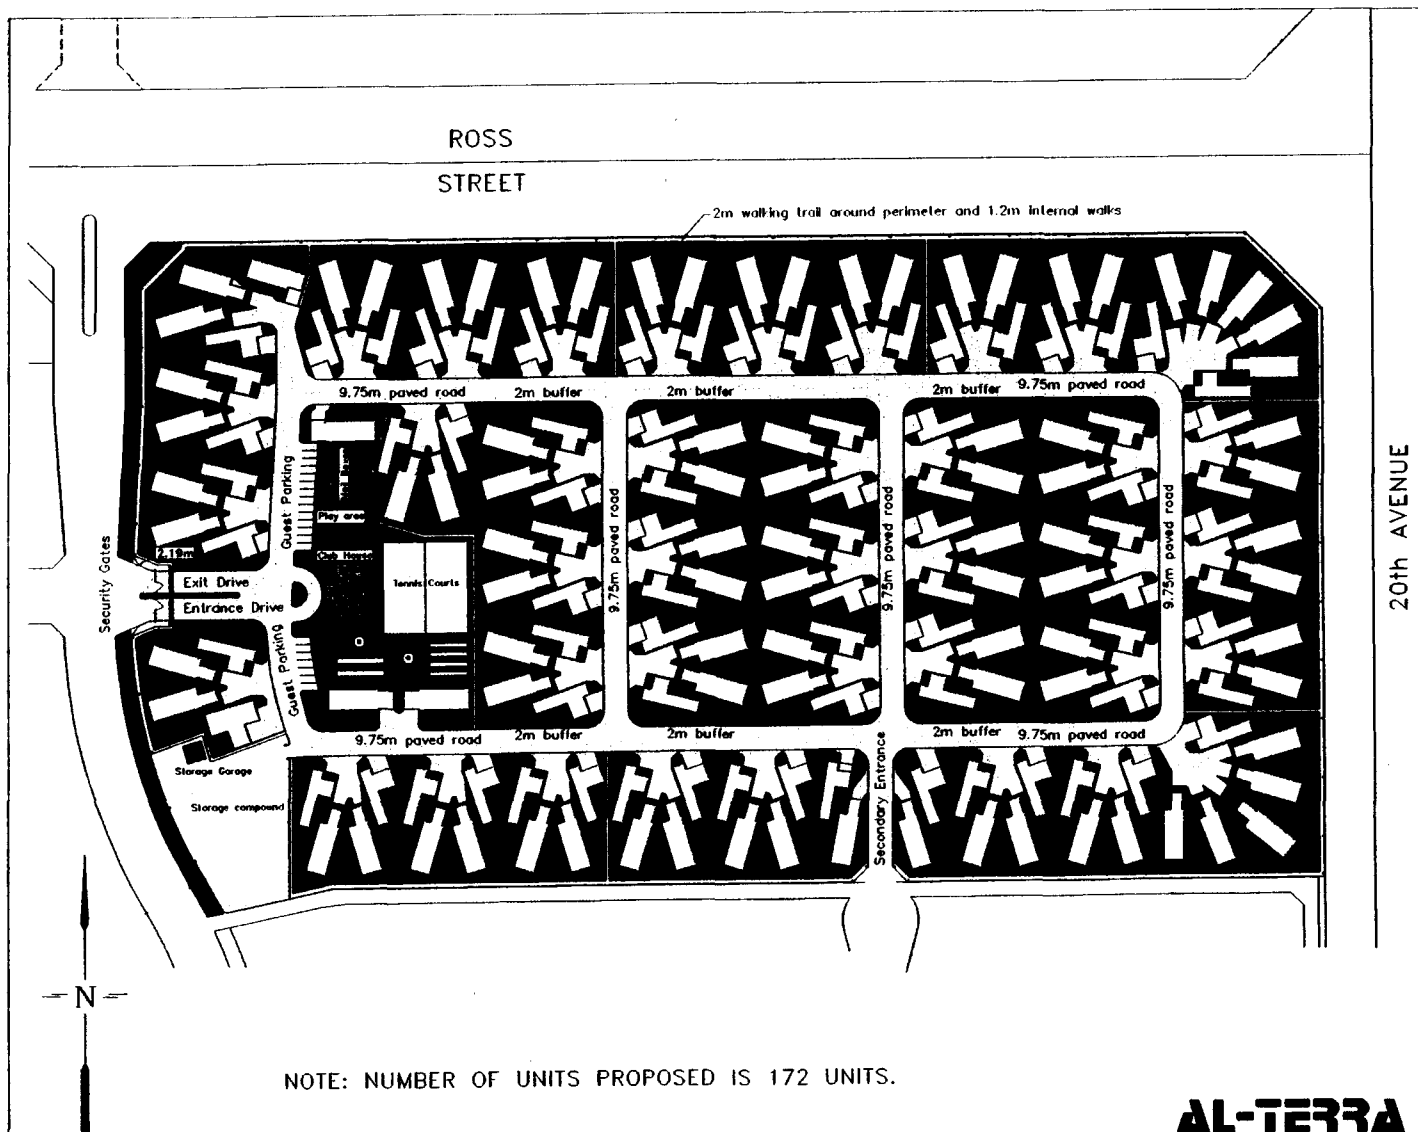 ROSS
STREET
2m walking trail around perimeter and 1.2m internal walks
9.75m paved road
2m buffer
2m buffer
2m buffer
9.75m paved road
20th AVENUE
Guest Parking
Play area
Club House
Tennis Courts
9.75m paved road
9.75m paved road
9.75m paved road
Security Gates
2.19m
Exit Drive
Entrance Drive
Guest Parking
9.75m paved road
2m buffer
2m buffer
2m buffer
9.75m paved road
Secondary Entrance
Storage Garage
Storage compound
N
NOTE: NUMBER OF UNITS PROPOSED IS 172 UNITS.
AL-TERRA